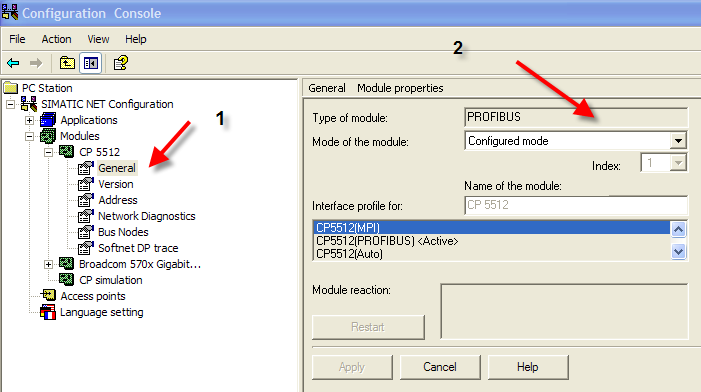 Configuration Console
File Action View Help
PC Station
SIMATIC NET Configuration
Applications
Modules
CP 5512
General
Version
Address
Network Diagnostics
Bus Nodes
Softnet DP trace
Broadcom 570x Gigabit...
CP simulation
Access points
Language setting
1
2
General Module properties
Type of module: PROFIBUS
Mode of the module: Configured mode
Index: 1
Name of the module:
Interface profile for: CP 5512
CP5512(MPI)
CP5512(PROFIBUS) <Active>
CP5512(Auto)
Module reaction:
Restart
Apply Cancel Help